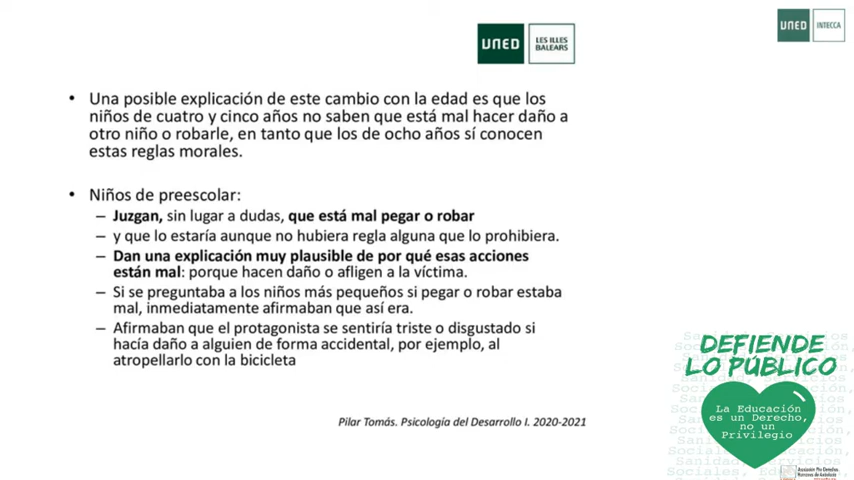 UNED
LES ILLES
BALEARS
UNED
INTECCA
• Una posible explicación de este cambio con la edad es que los
niños de cuatro y cinco años no saben que está mal hacer daño a
otro niño o robarle, en tanto que los de ocho años sí conocen
estas reglas morales.
• Niños de preescolar:
– Juzgan, sin lugar a dudas, que está mal pegar o robar
– y que lo estaría aunque no hubiera regla alguna que lo prohibiera.
– Dan una explicación muy plausible de por qué esas acciones
están mal: porque hacen daño o afligen a la víctima.
– Si se preguntaba a los niños más pequeños si pegar o robar estaba
mal, inmediatamente afirmaban que así era.
– Afirmaban que el protagonista se sentiría triste o disgustado si
hacía daño a alguien de forma accidental, por ejemplo, al
atropellarlo con la bicicleta
Pilar Tomás. Psicología del Desarrollo I. 2020-2021
DEFIENDE
LO PÚBLICO
La Educación
es un Derecho,
no un
Privilegio